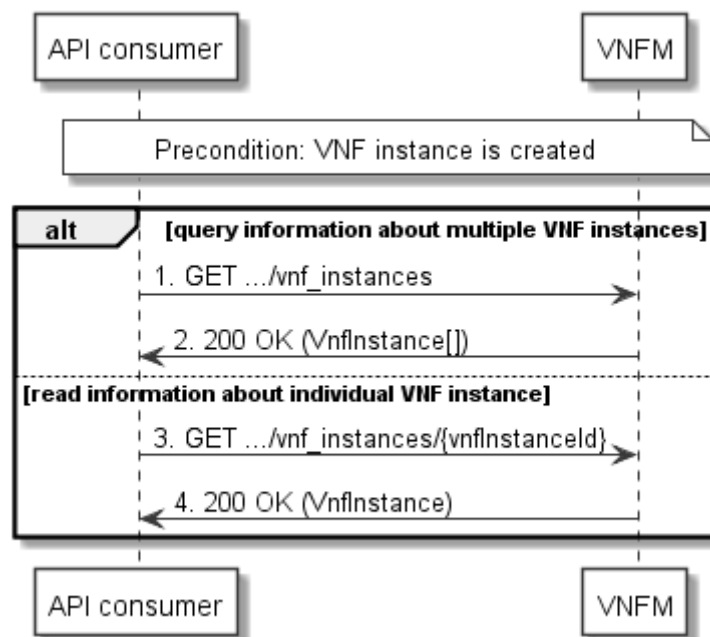 API consumer VNFM
Precondition: VNF instance is created
alt [query information about multiple VNF instances]
1. GET .../vnf_instances
2. 200 OK (VnfInstance[])
[read information about individual VNF instance]
3. GET .../vnf_instances/{vnfInstanceId}
4. 200 OK (VnfInstance)
API consumer VNFM